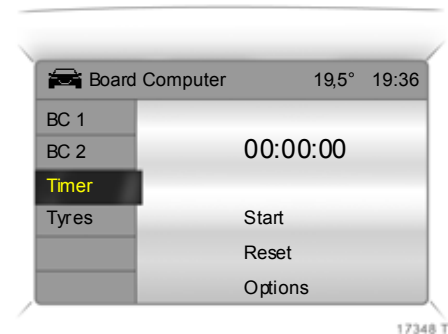 Board Computer 19,5° 19:36
BC 1
BC 2
Timer
Tyres
00:00:00
Start
Reset
Options
17348 T